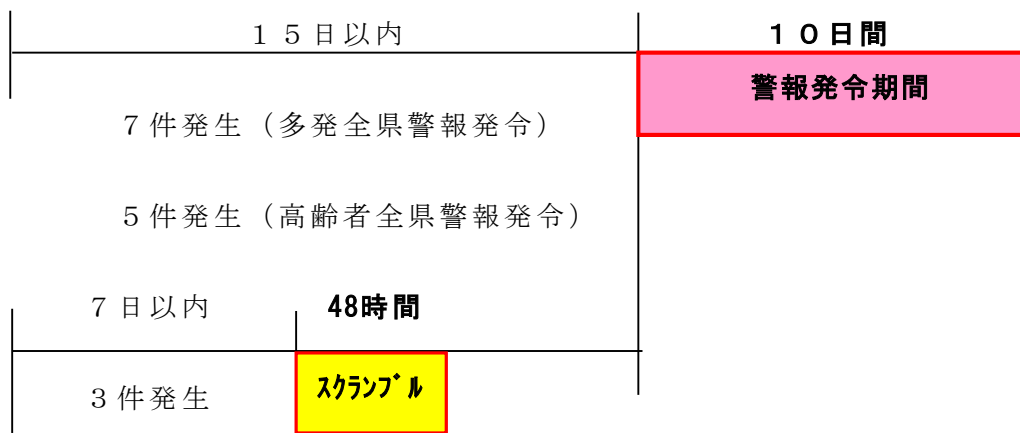 １５日以内
１０日間
警報発令期間
７件発生（多発全県警報発令）
５件発生（高齢者全県警報発令）
７日以内
48時間
３件発生
ｽｸﾗﾝﾌﾞﾙ